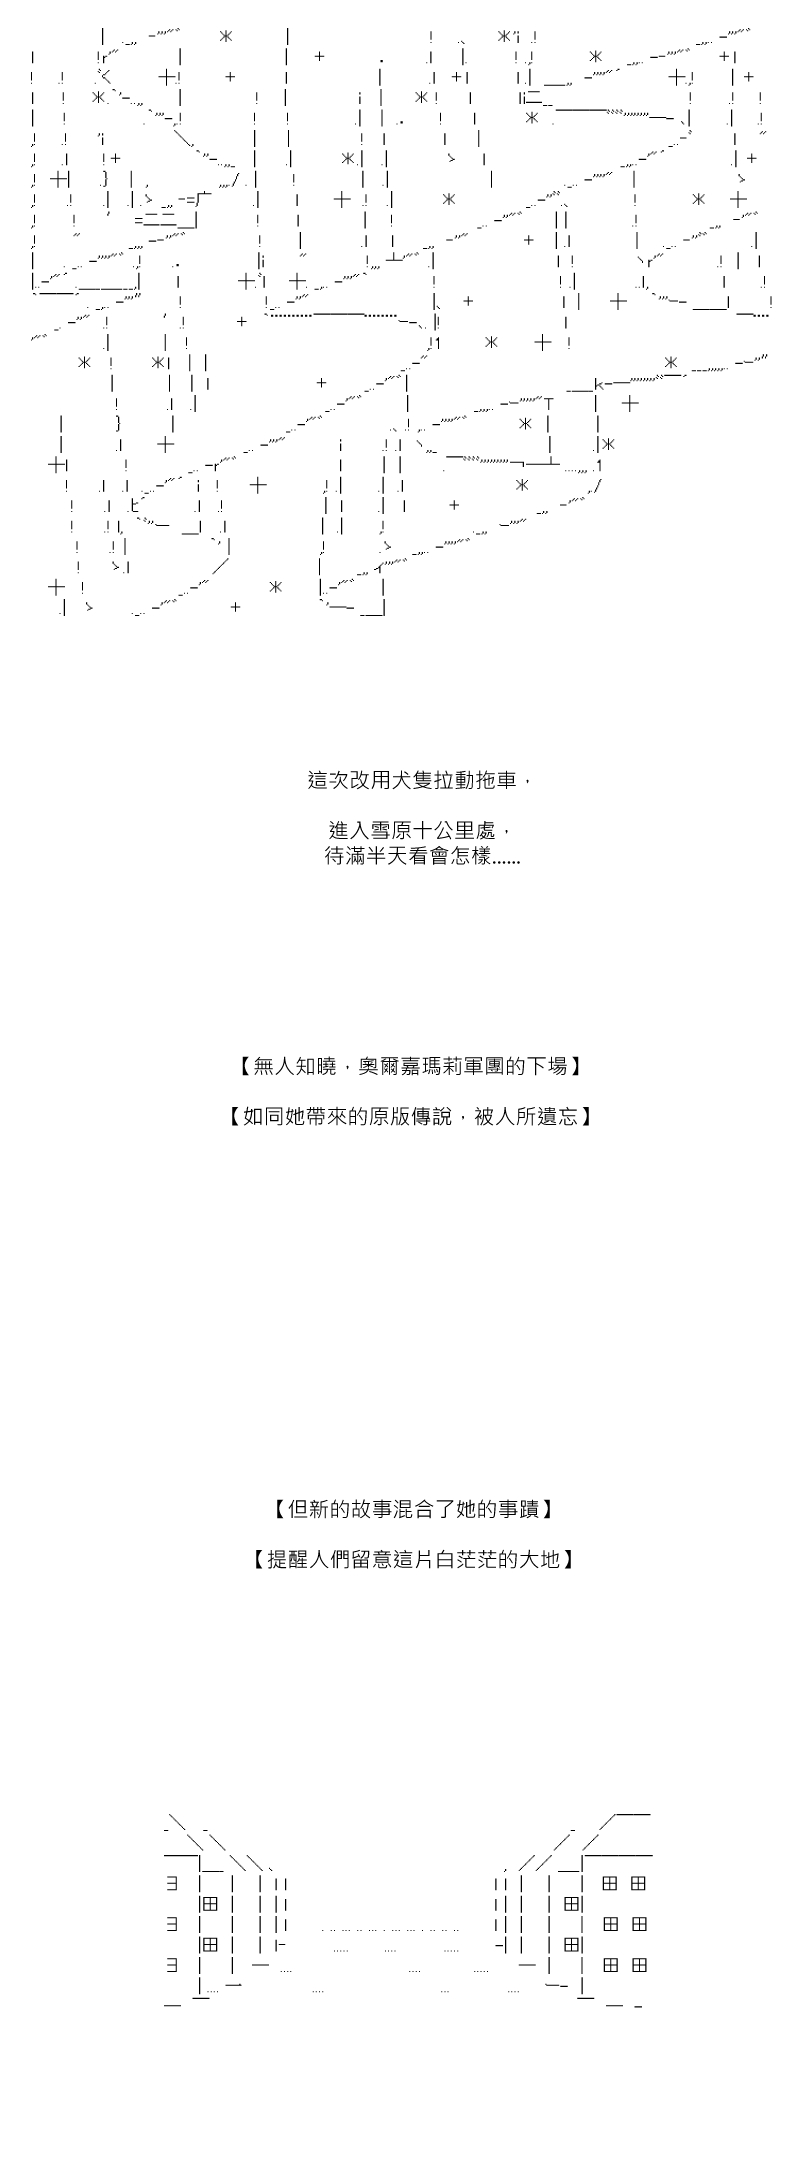 這次改用犬隻拉動拖車，
進入雪原十公里處，
待滿半天看會怎樣......
【無人知曉，奧爾嘉瑪莉軍團的下場】
【如同她帶來的原版傳說，被人所遺忘】
【但新的故事混合了她的事蹟】
【提醒人們留意這片白茫茫的大地】